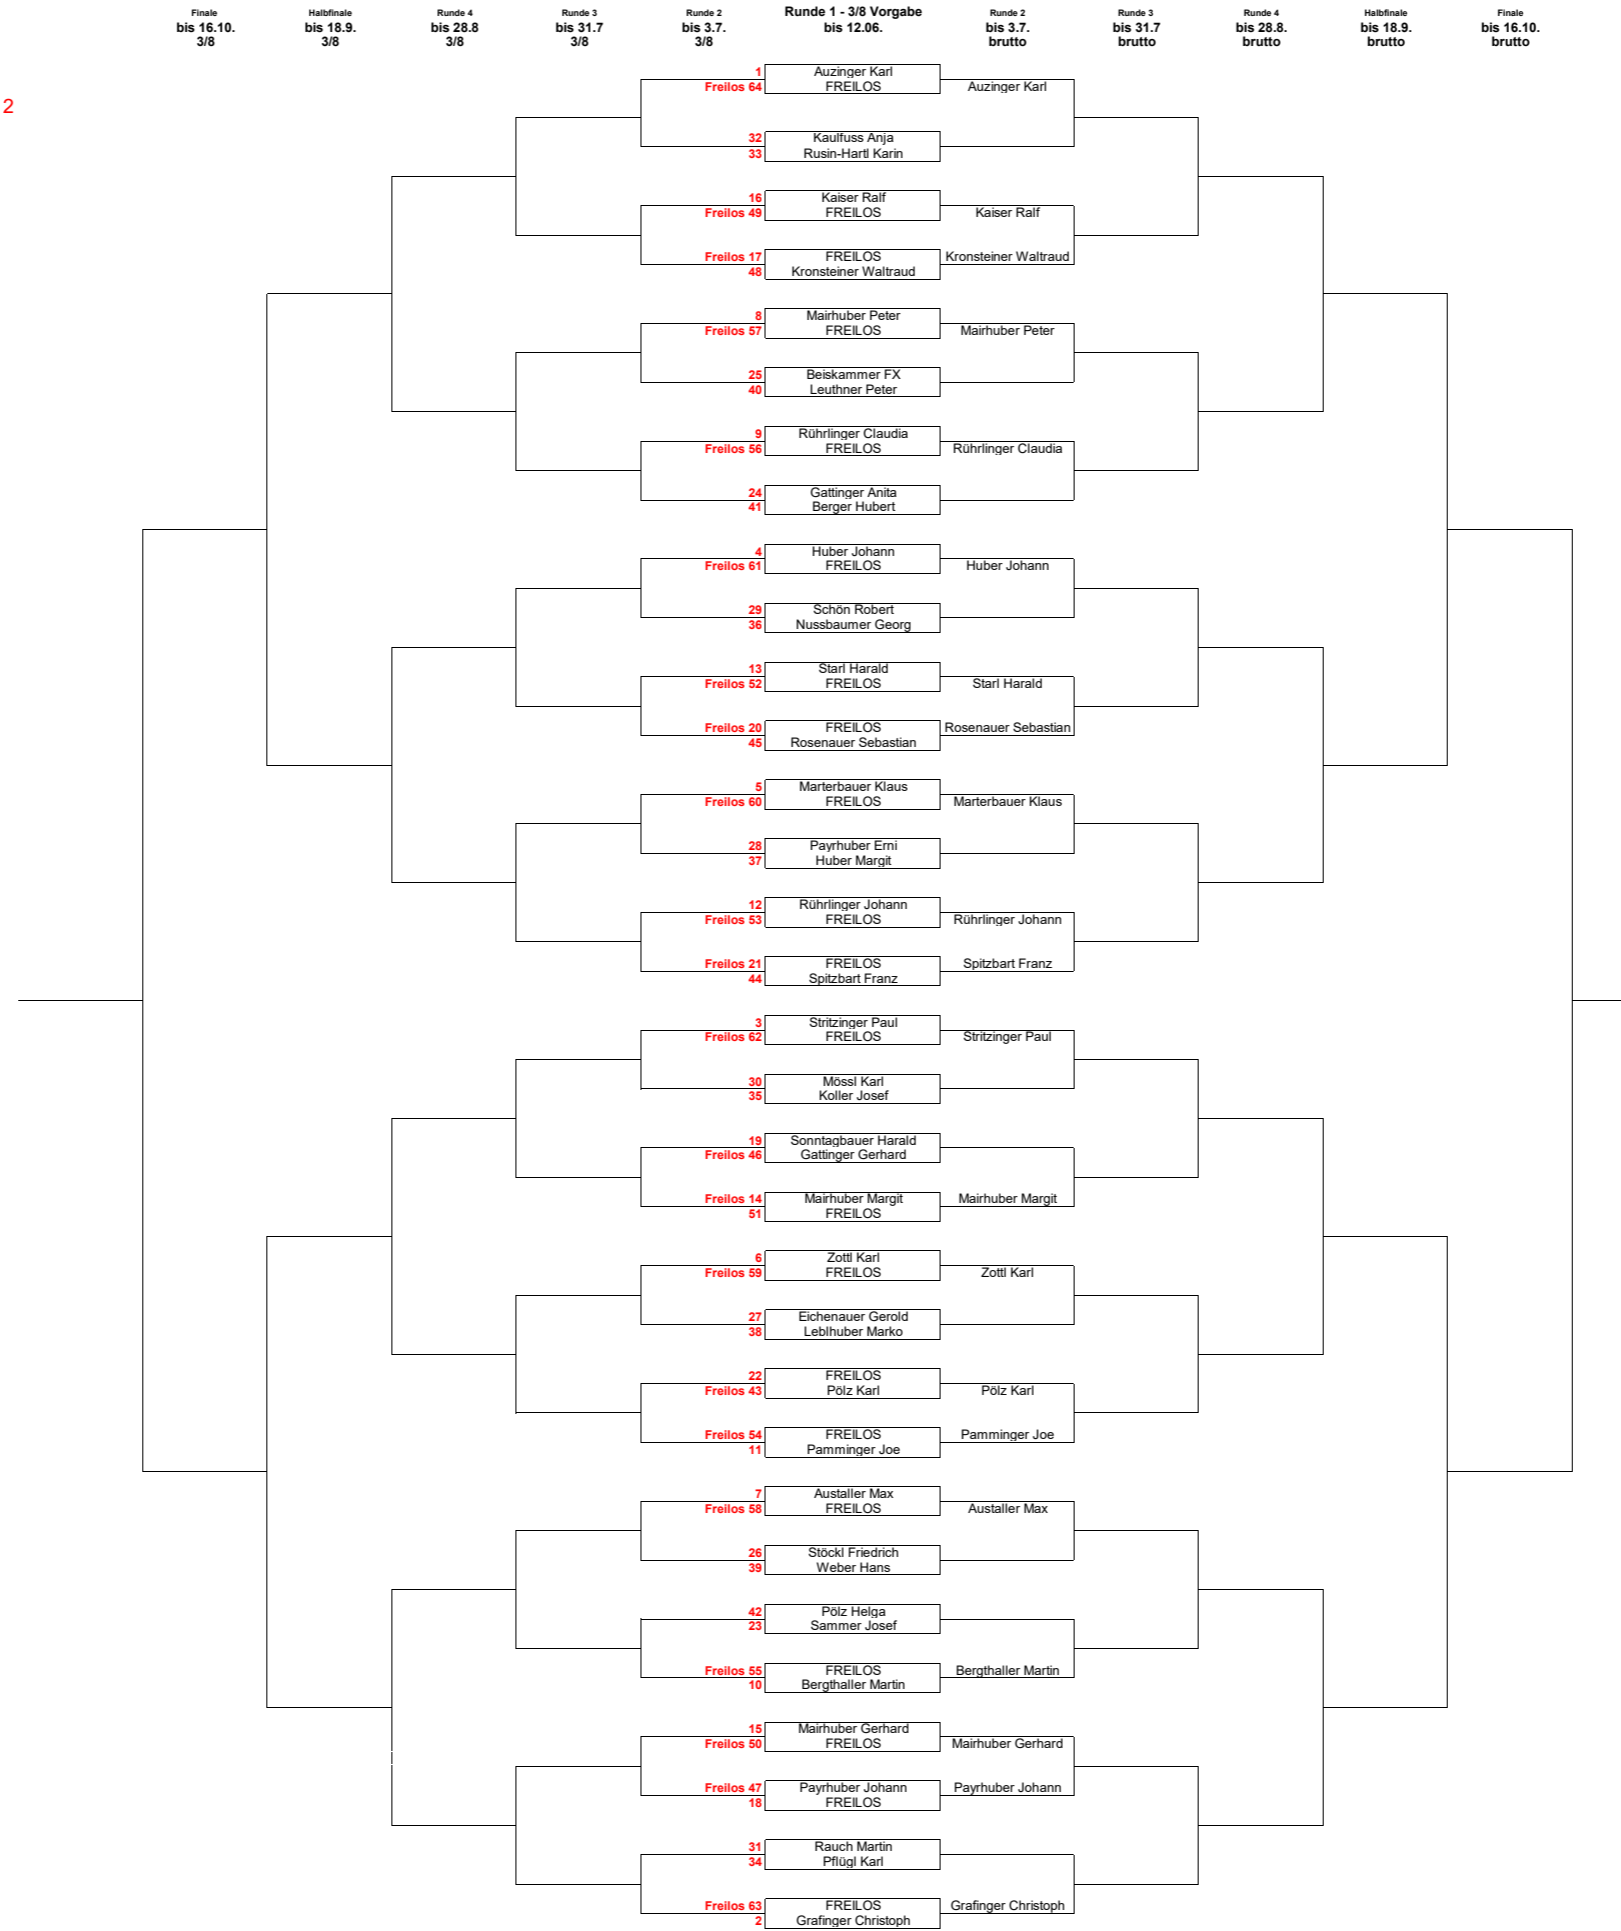 Finale Halbfinale Runde 4 Runde 3 Runde 2 Runde 1 - 3/8 Vorgabe Runde 2 Runde 3 Runde 4 Halbfinale Finale
bis 16.10. bis 18.9. bis 28.8 bis 31.7 bis 3.7. bis 12.06. bis 3.7. bis 31.7 bis 28.8. bis 18.9. bis 16.10.
3/8 3/8 3/8 3/8 3/8 brutto brutto brutto brutto brutto
1 Auzinger Karl
Freilos 64 FREILOS Auzinger Karl
2
32 Kaulfuss Anja
33 Rusin-Hartl Karin
16 Kaiser Ralf
Freilos 49 FREILOS Kaiser Ralf
Freilos 17 FREILOS Kronsteiner Waltraud
48 Kronsteiner Waltraud
8 Mairhuber Peter
Freilos 57 FREILOS Mairhuber Peter
25 Beiskammer FX
40 Leuthner Peter
9 Rührlinger Claudia
Freilos 56 FREILOS Rührlinger Claudia
24 Gattinger Anita
41 Berger Hubert
4 Huber Johann
Freilos 61 FREILOS Huber Johann
29 Schön Robert
36 Nussbaumer Georg
13 Starl Harald
Freilos 52 FREILOS Starl Harald
Freilos 20 FREILOS Rosenauer Sebastian
45 Rosenauer Sebastian
5 Marterbauer Klaus
Freilos 60 FREILOS Marterbauer Klaus
28 Payrhuber Erni
37 Huber Margit
12 Rührlinger Johann
Freilos 53 FREILOS Rührlinger Johann
Freilos 21 FREILOS Spitzbart Franz
44 Spitzbart Franz
3 Stritzinger Paul
Freilos 62 FREILOS Stritzinger Paul
30 Mössl Karl
35 Koller Josef
19 Sonntagbauer Harald
Freilos 46 Gattinger Gerhard
Freilos 14 Mairhuber Margit Mairhuber Margit
51 FREILOS
6 Zottl Karl
Freilos 59 FREILOS Zottl Karl
27 Eichenauer Gerold
38 Leblhuber Marko
22 FREILOS
Freilos 43 Pölz Karl Pölz Karl
Freilos 54 FREILOS Pamminger Joe
11 Pamminger Joe
7 Austaller Max
Freilos 58 FREILOS Austaller Max
26 Stöckl Friedrich
39 Weber Hans
42 Pölz Helga
23 Sammer Josef
Freilos 55 FREILOS Bergthaller Martin
10 Bergthaller Martin
15 Mairhuber Gerhard
Freilos 50 FREILOS Mairhuber Gerhard
Freilos 47 Payrhuber Johann Payrhuber Johann
18 FREILOS
31 Rauch Martin
34 Pflügl Karl
Freilos 63 FREILOS Grafinger Christoph
2 Grafinger Christoph